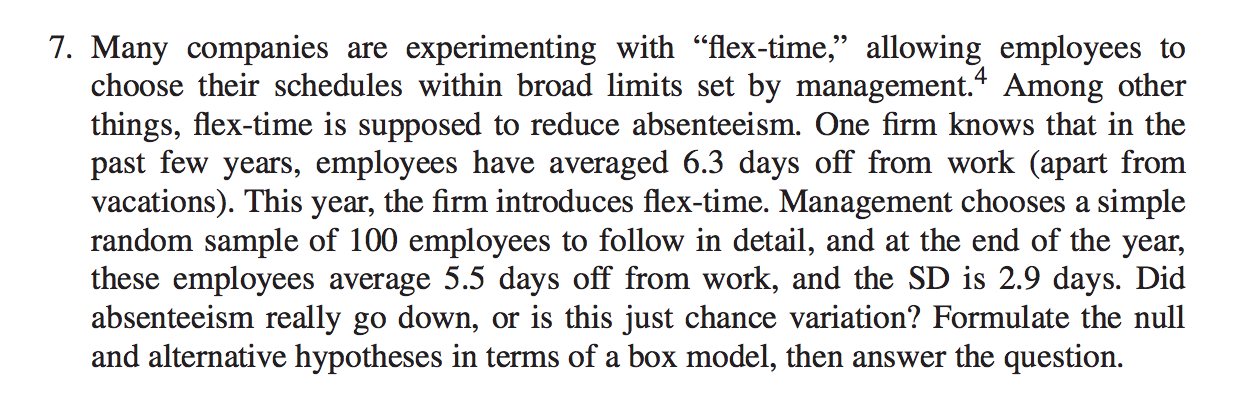 7. Many companies are experimenting with “flex-time,” allowing employees to
choose their schedules within broad limits set by management.4 Among other
things, flex-time is supposed to reduce absenteeism. One firm knows that in the
past few years, employees have averaged 6.3 days off from work (apart from
vacations). This year, the firm introduces flex-time. Management chooses a simple
random sample of 100 employees to follow in detail, and at the end of the year,
these employees average 5.5 days off from work, and the SD is 2.9 days. Did
absenteeism really go down, or is this just chance variation? Formulate the null
and alternative hypotheses in terms of a box model, then answer the question.